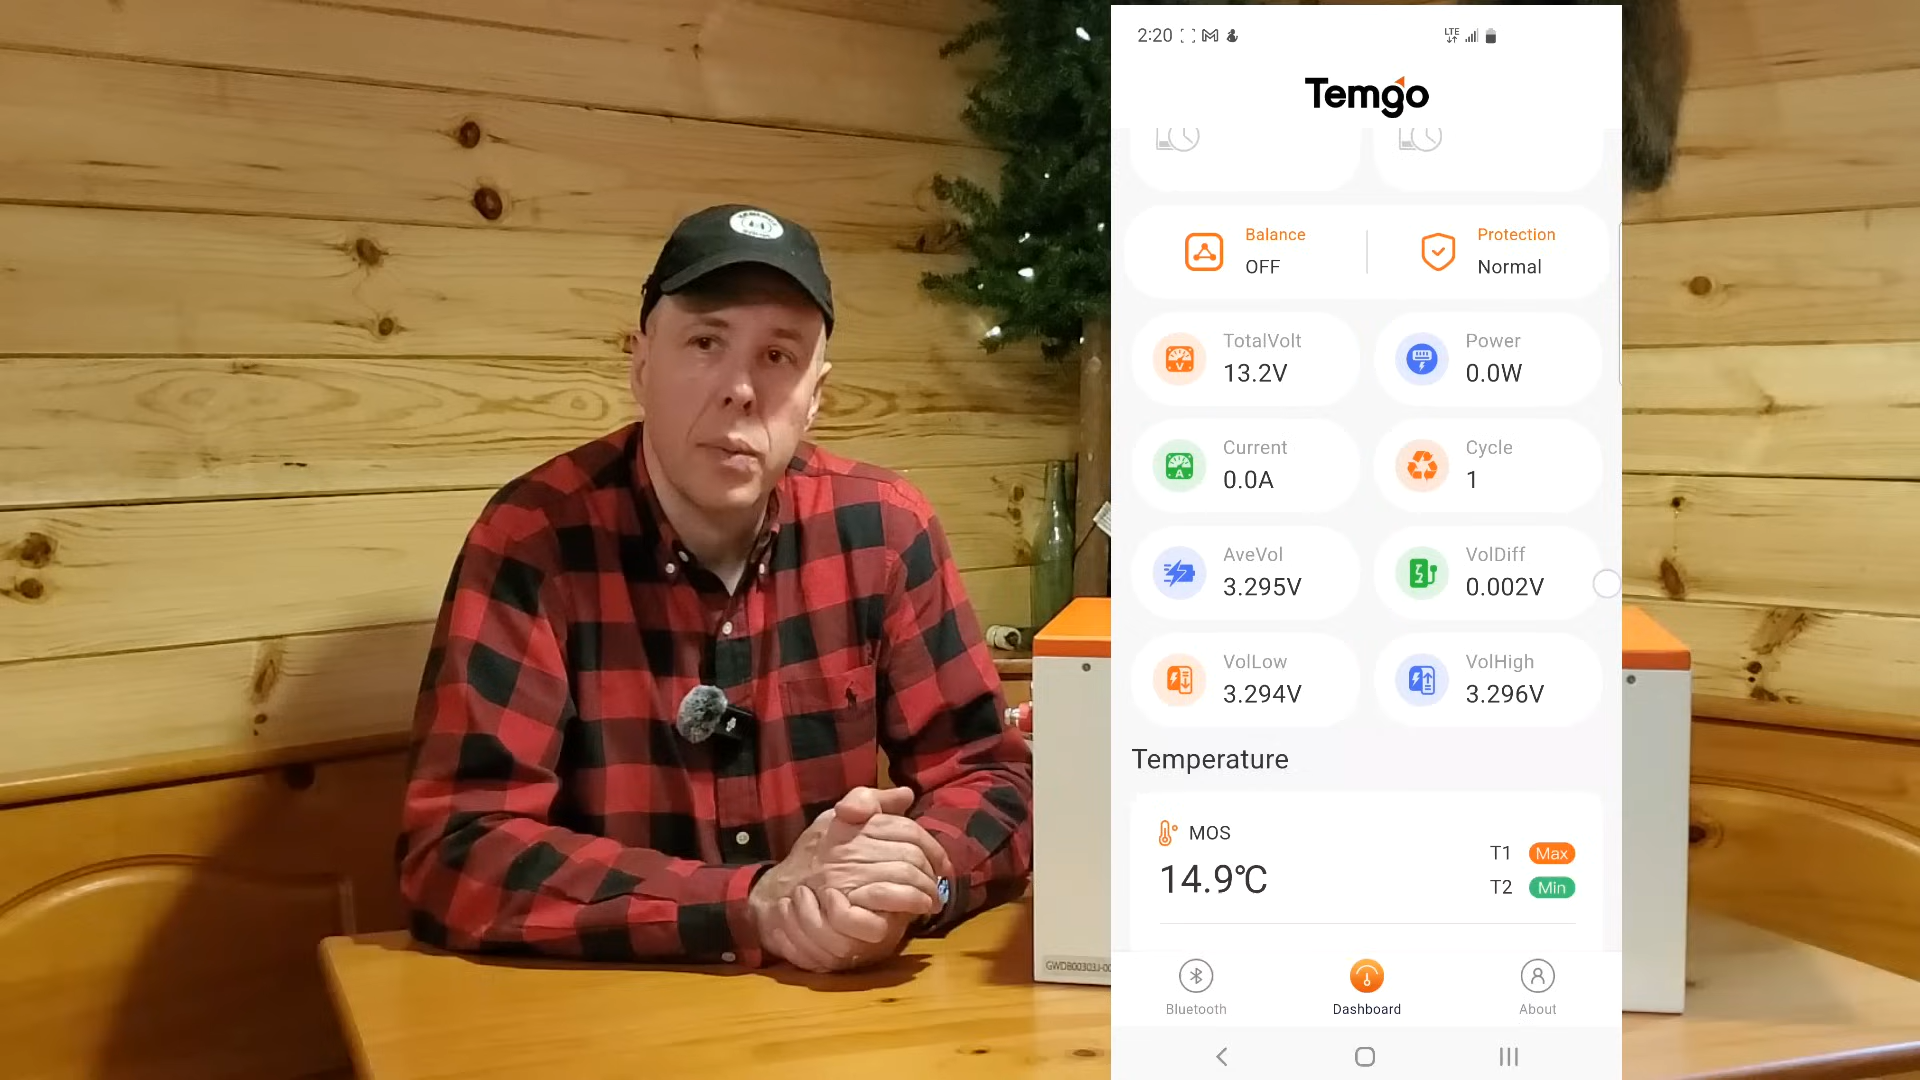 2:20
LTE
Temgo
Balance
OFF
Protection
Normal
TotalVolt
13.2V
Power
0.0W
Current
0.0A
Cycle
1
AveVol
3.295V
VolDiff
0.002V
VolLow
3.294V
VolHigh
3.296V
Temperature
MOS
14.9℃
T1 Max
T2 Min
Bluetooth
Dashboard
About